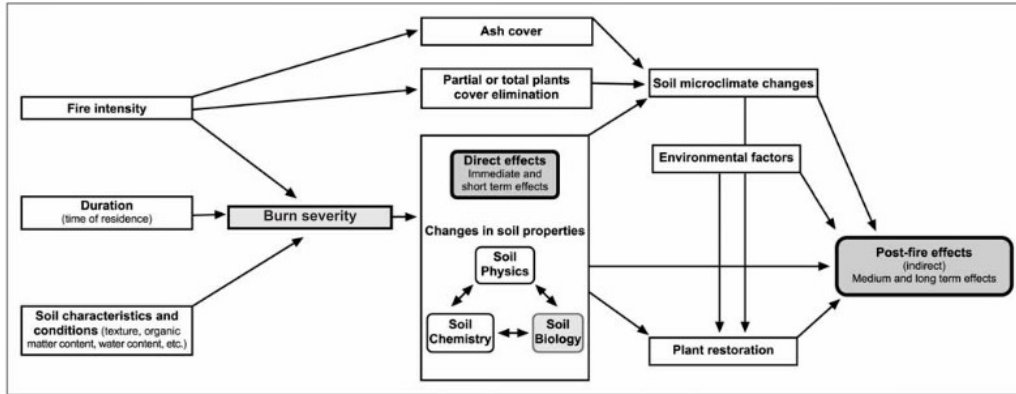 Ash cover
Partial or total plants
cover elimination
Soil microclimate changes
Fire intensity
Direct effects
Immediate and
short term effects
Environmental factors
Duration
(time of residence)
Burn severity
Changes in soil properties
Soil
Physics
Post-fire effects
(indirect)
Medium and long term effects
Soil characteristics and
conditions (texture, organic
matter content, water content, etc.)
Soil
Chemistry
Soil
Biology
Plant restoration